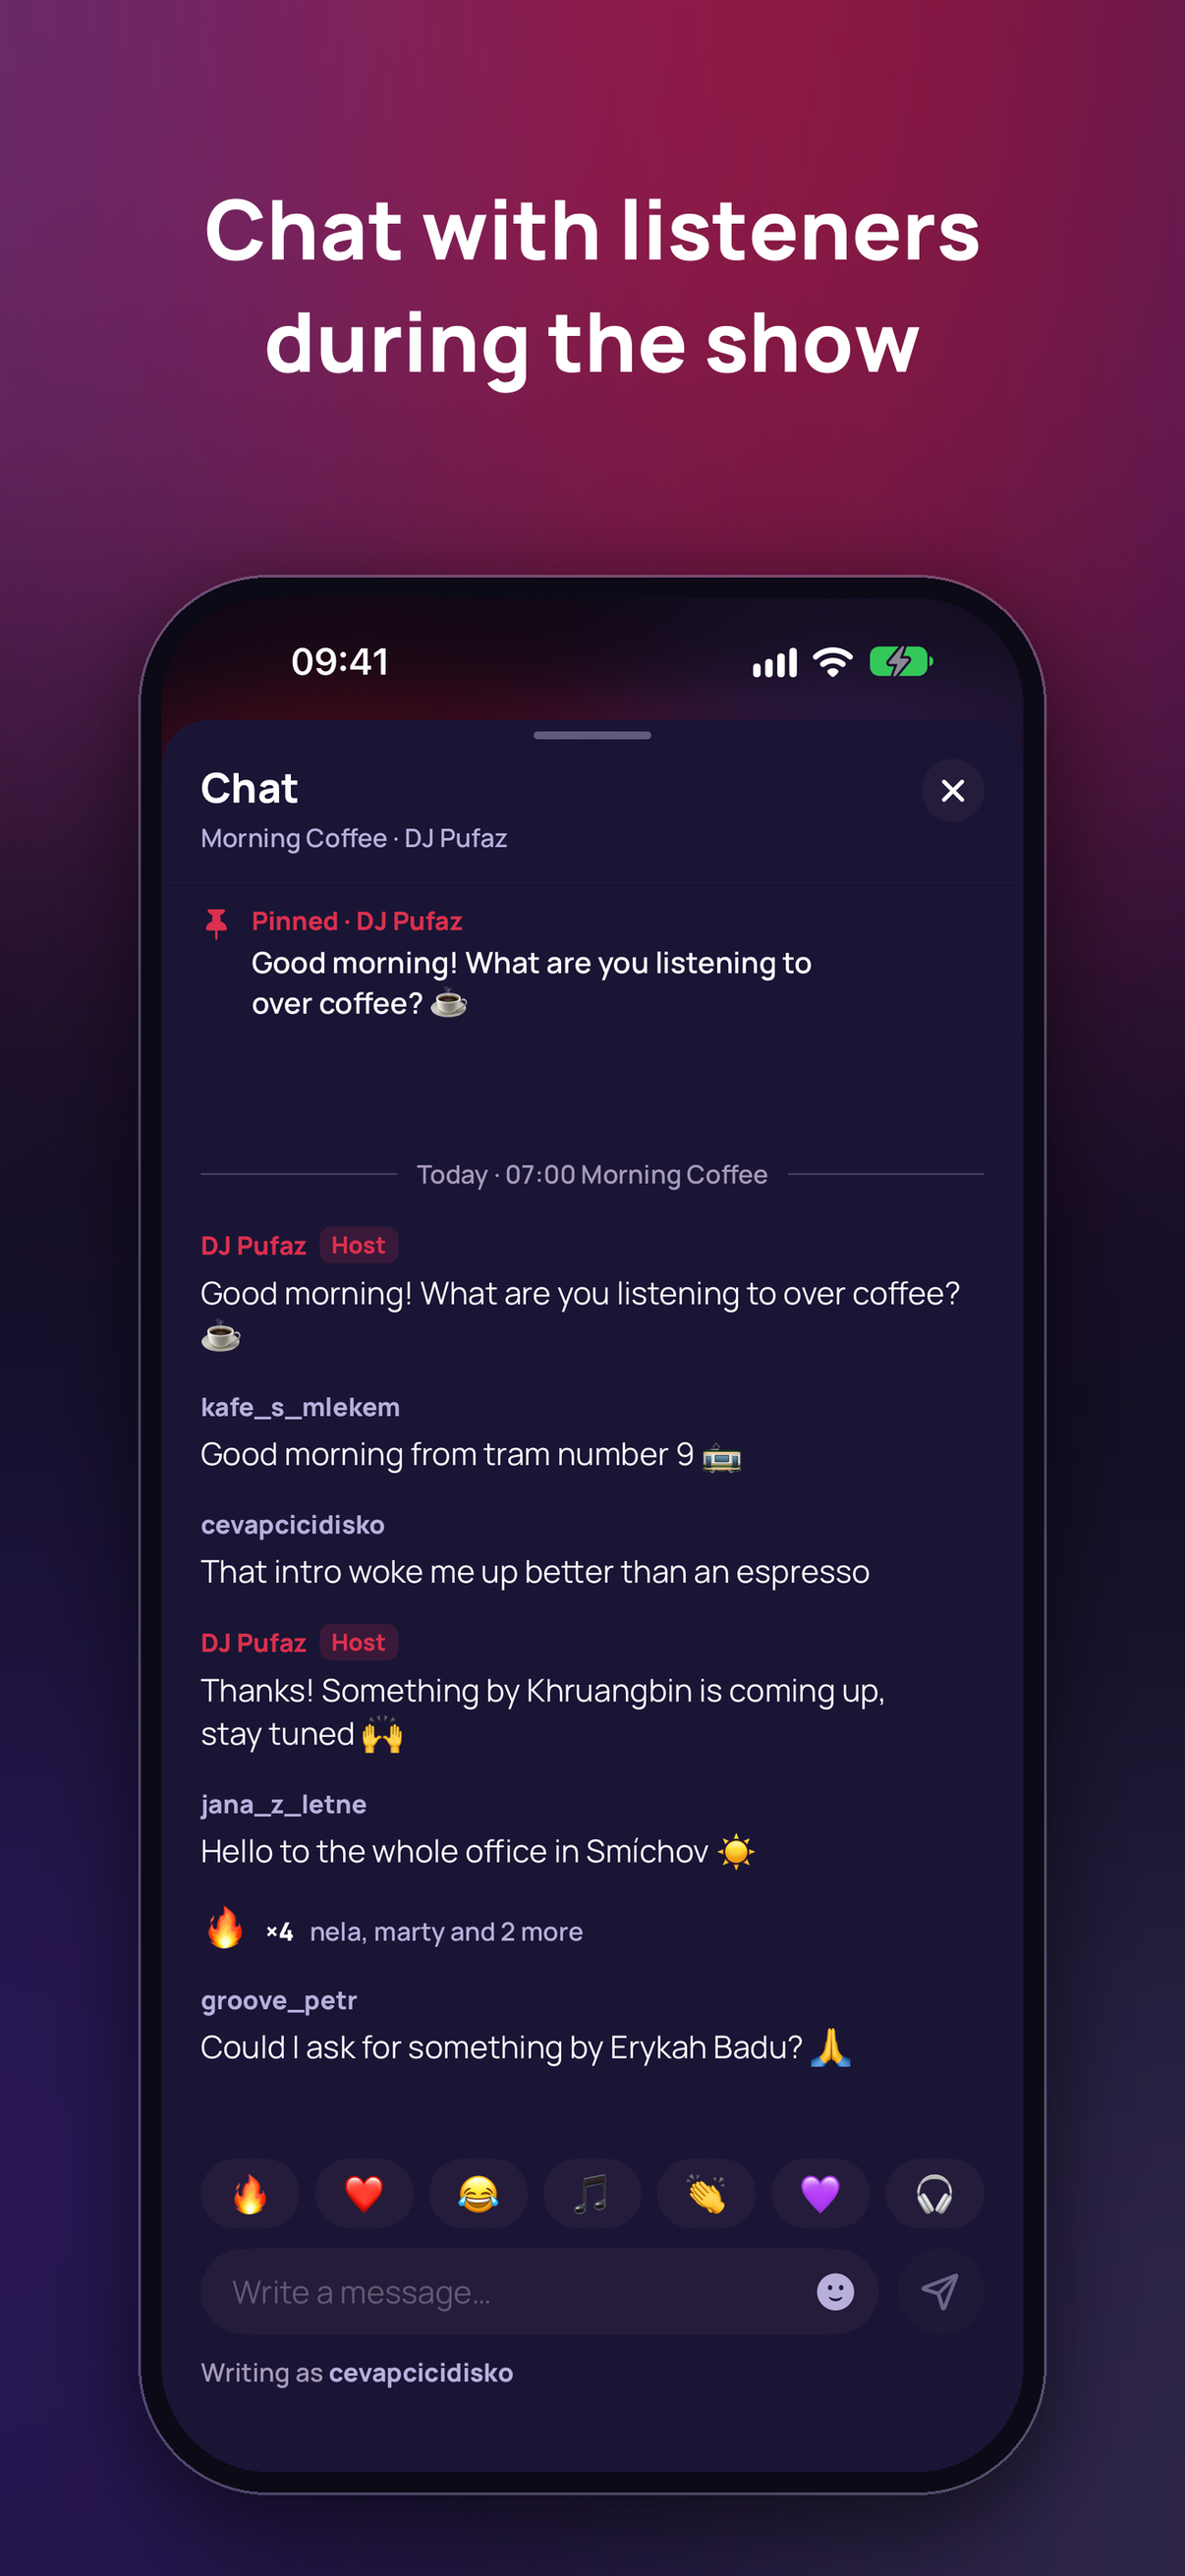 Chat with listeners
during the show
09:41
Chat
Morning Coffee · DJ Pufaz
Pinned · DJ Pufaz
Good morning! What are you listening to
over coffee? ☕
Today · 07:00 Morning Coffee
DJ Pufaz Host
Good morning! What are you listening to over coffee?
☕
kafe_s_mlekem
Good morning from tram number 9 🚋
cevapcicidisko
That intro woke me up better than an espresso
DJ Pufaz Host
Thanks! Something by Khruangbin is coming up,
stay tuned 🙌
jana_z_letne
Hello to the whole office in Smíchov ☀️
🔥 ×4 nela, marty and 2 more
groove_petr
Could I ask for something by Erykah Badu? 🙏
🔥 ❤️ 😂 🎵 👏 💜 🎧
Write a message...
Writing as cevapcicidisko